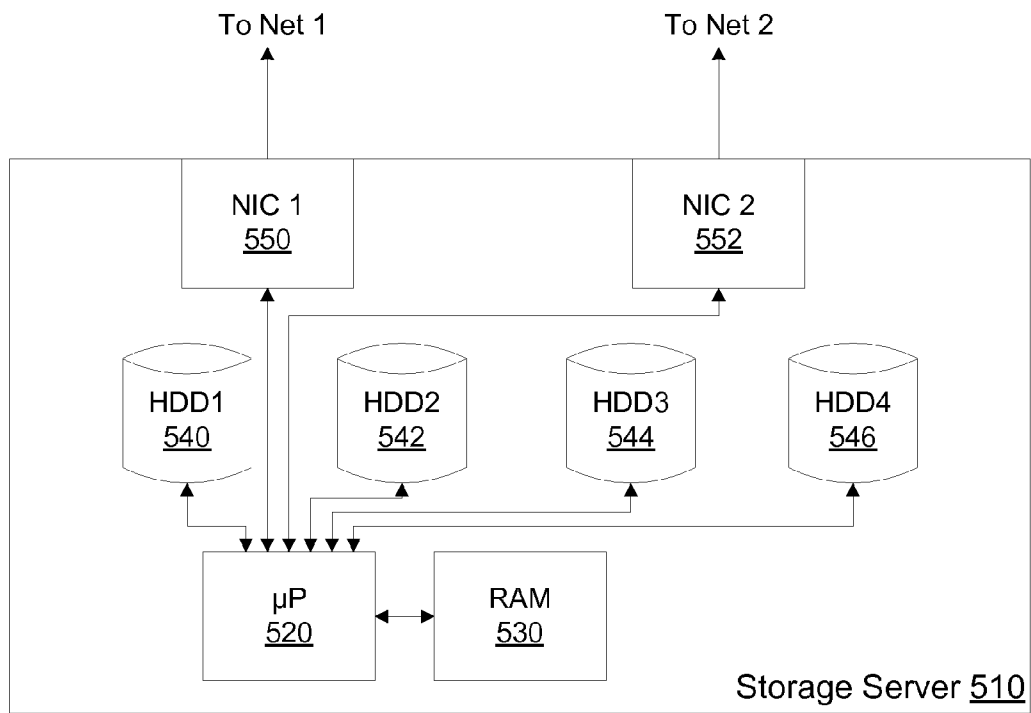 To Net 1
To Net 2
NIC 1
550
NIC 2
552
HDD1
540
HDD2
542
HDD3
544
HDD4
546
µP
520
RAM
530
Storage Server 510